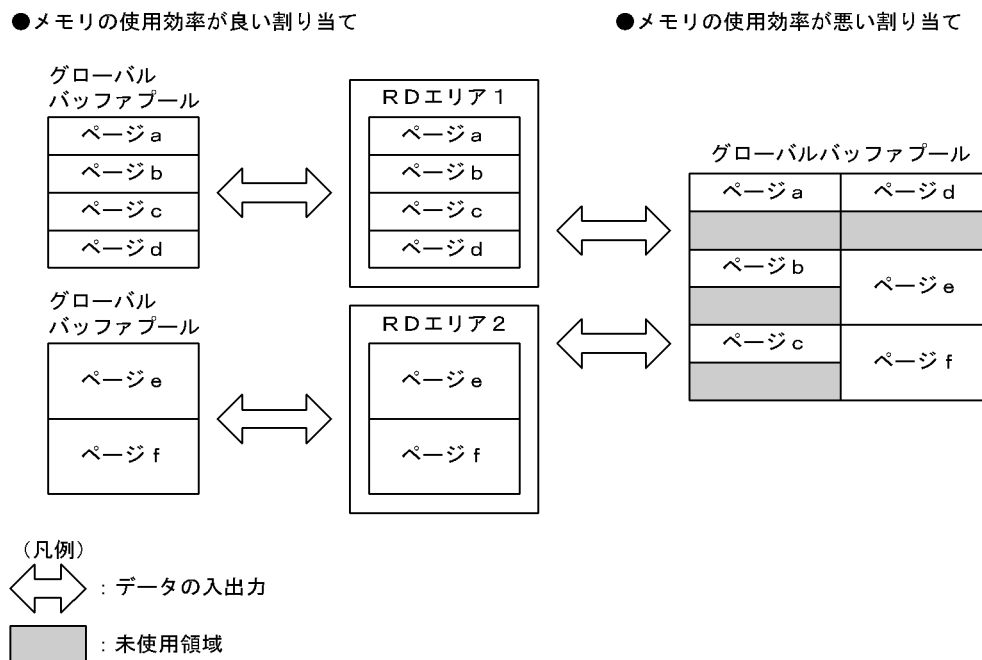 ●メモリの使用効率が良い割り当て
●メモリの使用効率が悪い割り当て
グローバル
バッファプール
ページa
ページb
ページc
ページd
RDエリア1
ページa
ページb
ページc
ページd
グローバル
バッファプール
ページe
ページf
RDエリア2
ページe
ページf
グローバルバッファプール
ページa
ページd
ページb
ページe
ページc
ページf
(凡例)
:データの入出力
:未使用領域